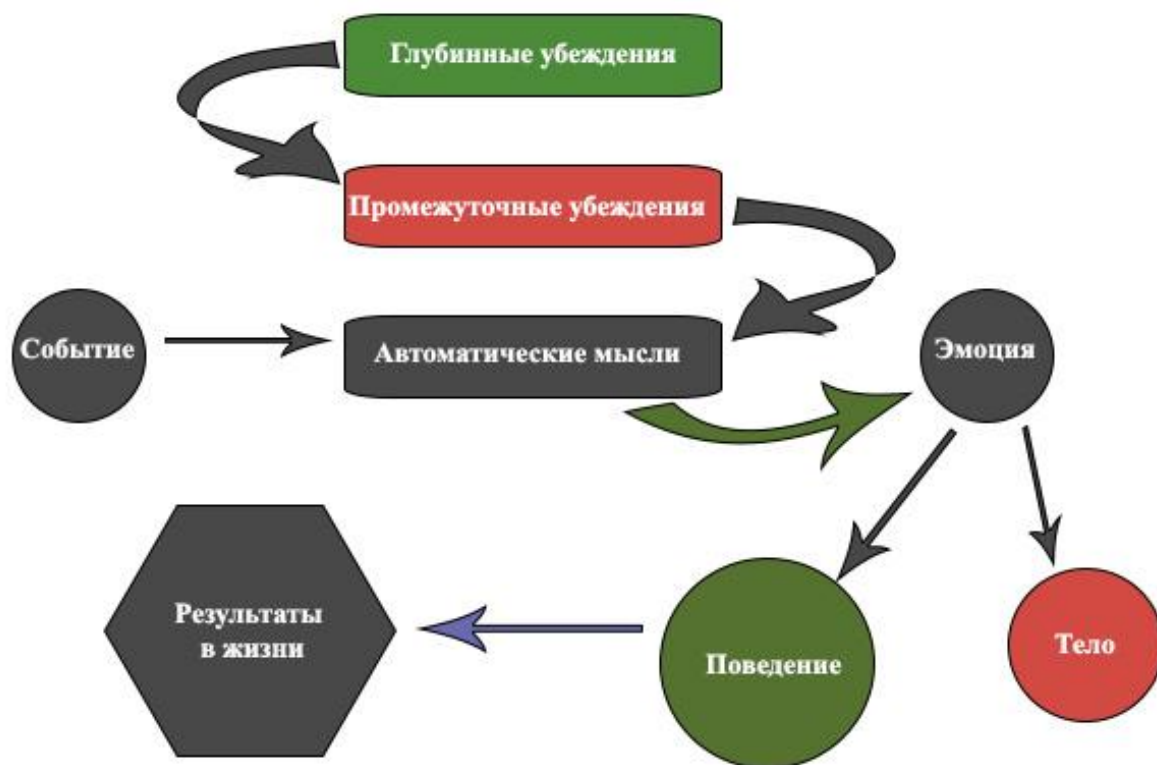 Глубинные убеждения
Промежуточные убеждения
Событие
Автоматические мысли
Эмоция
Результаты
в жизни
Поведение
Тело